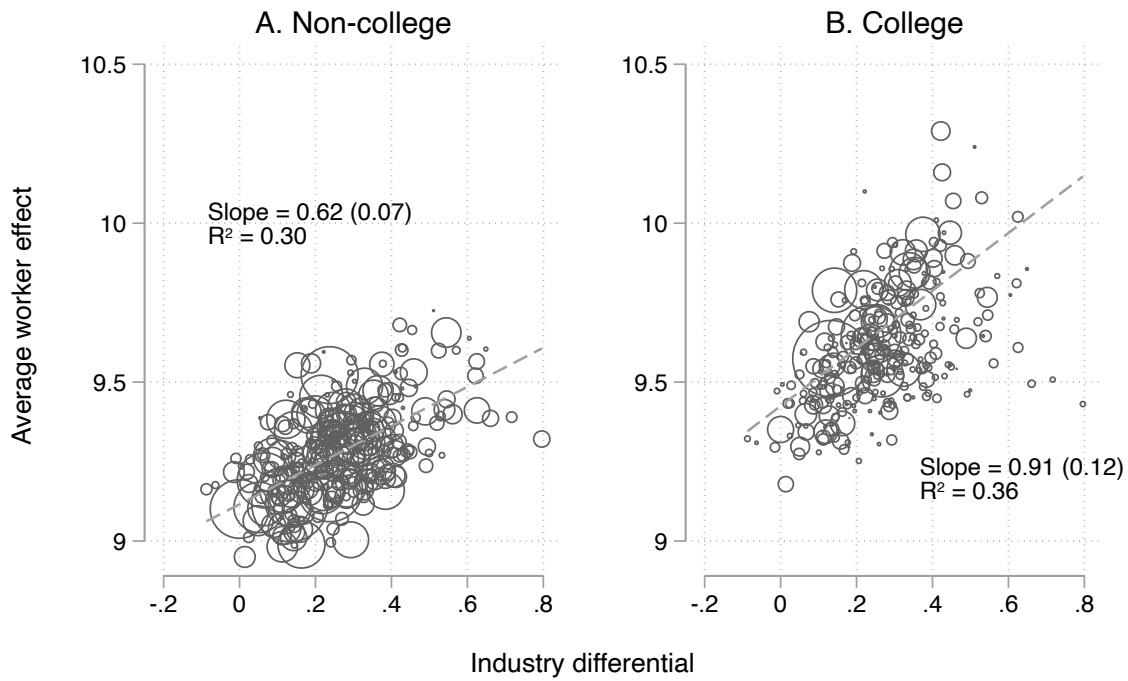 A. Non-college
B. College
10.5
10
9.5
9
Slope = 0.62 (0.07)
R² = 0.30
-.2 0 .2 .4 .6 .8
10.5
10
9.5
9
Slope = 0.91 (0.12)
R² = 0.36
-.2 0 .2 .4 .6 .8
Average worker effect
Industry differential